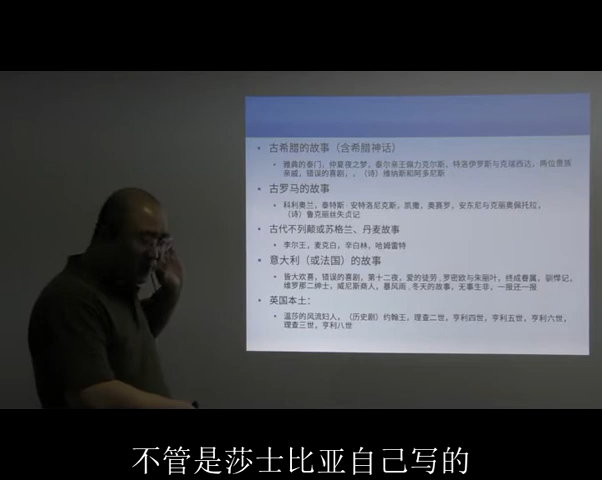 • 古希腊的故事（含希腊神话）
• 雅典的泰门，仲夏夜之梦，泰尔亲王佩力克尔斯，特洛伊罗斯与克瑞西达，两位贵族
亲戚，错误的喜剧，，（诗）维纳斯和阿多尼斯
• 古罗马的故事
• 科利奥兰，泰特斯·安特洛尼克斯，凯撒，奥赛罗，安东尼与克丽奥佩托拉，
（诗）鲁克丽丝失贞记
• 古代不列颠或苏格兰、丹麦故事
• 李尔王，麦克白，辛白林，哈姆雷特
• 意大利（或法国）的故事
• 皆大欢喜，错误的喜剧，第十二夜，爱的徒劳，罗密欧与朱丽叶，终成眷属，驯悍记，
维罗那二绅士，威尼斯商人，暴风雨，冬天的故事，无事生非，一报还一报
• 英国本土：
• 温莎的风流妇人，（历史剧）约翰王，理查二世，亨利四世，亨利五世，亨利六世，
理查三世，亨利八世
不管是莎士比亚自己写的